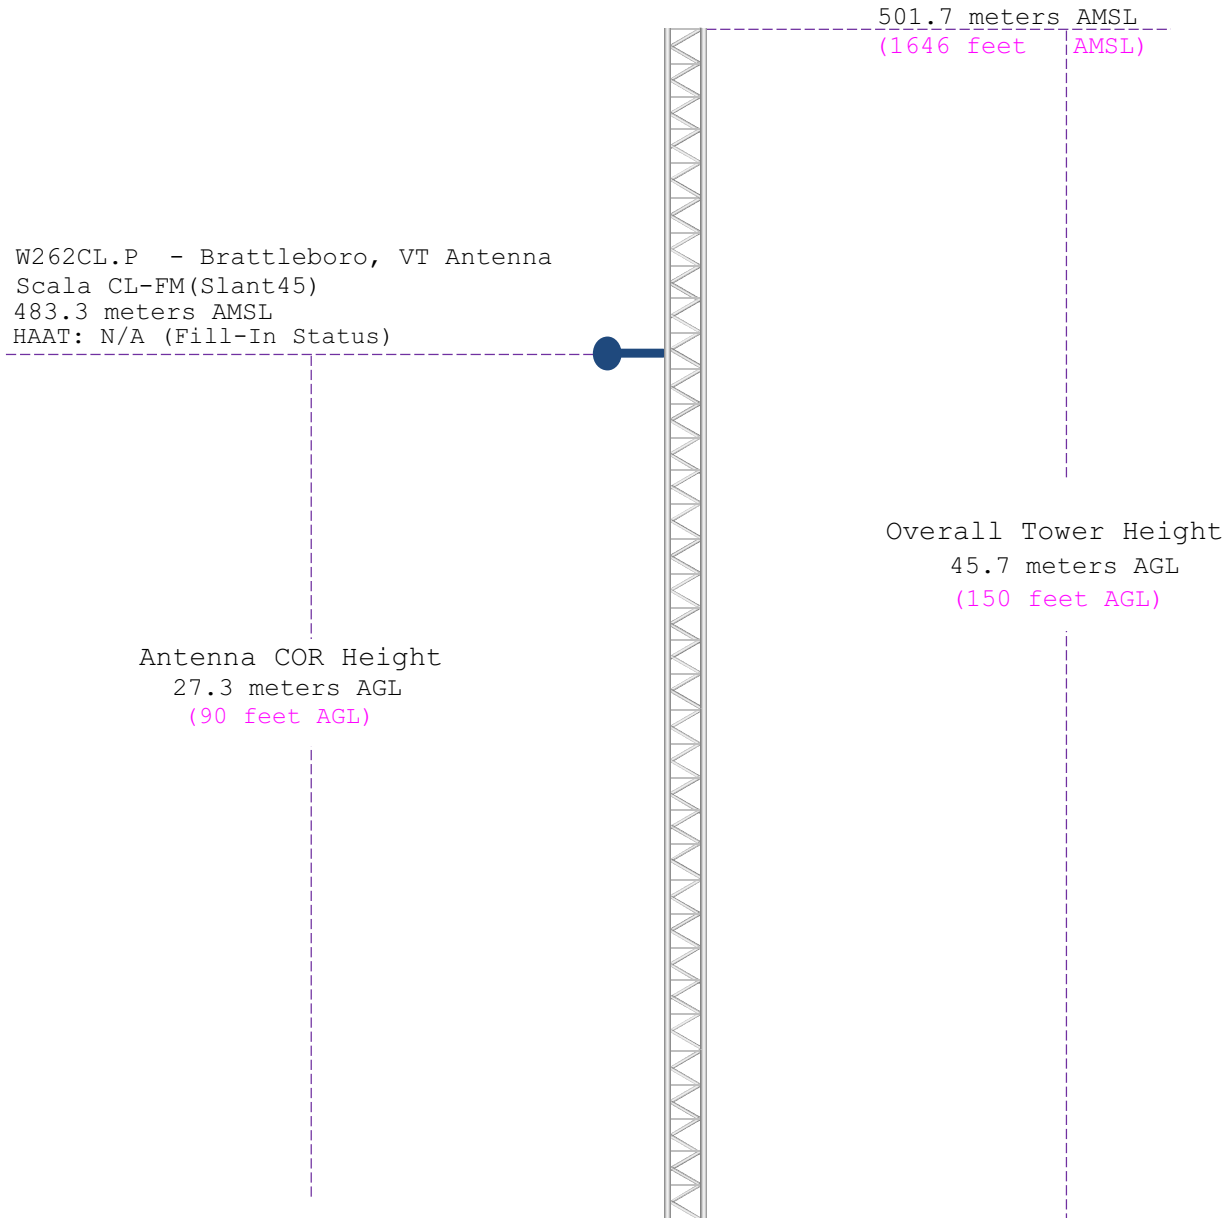 501.7 meters AMSL
(1646 feet AMSL)
W262CL.P - Brattleboro, VT Antenna
Scala CL-FM(Slant45)
483.3 meters AMSL
HAAT: N/A (Fill-In Status)
Overall Tower Height
45.7 meters AGL
(150 feet AGL)
Antenna COR Height
27.3 meters AGL
(90 feet AGL)